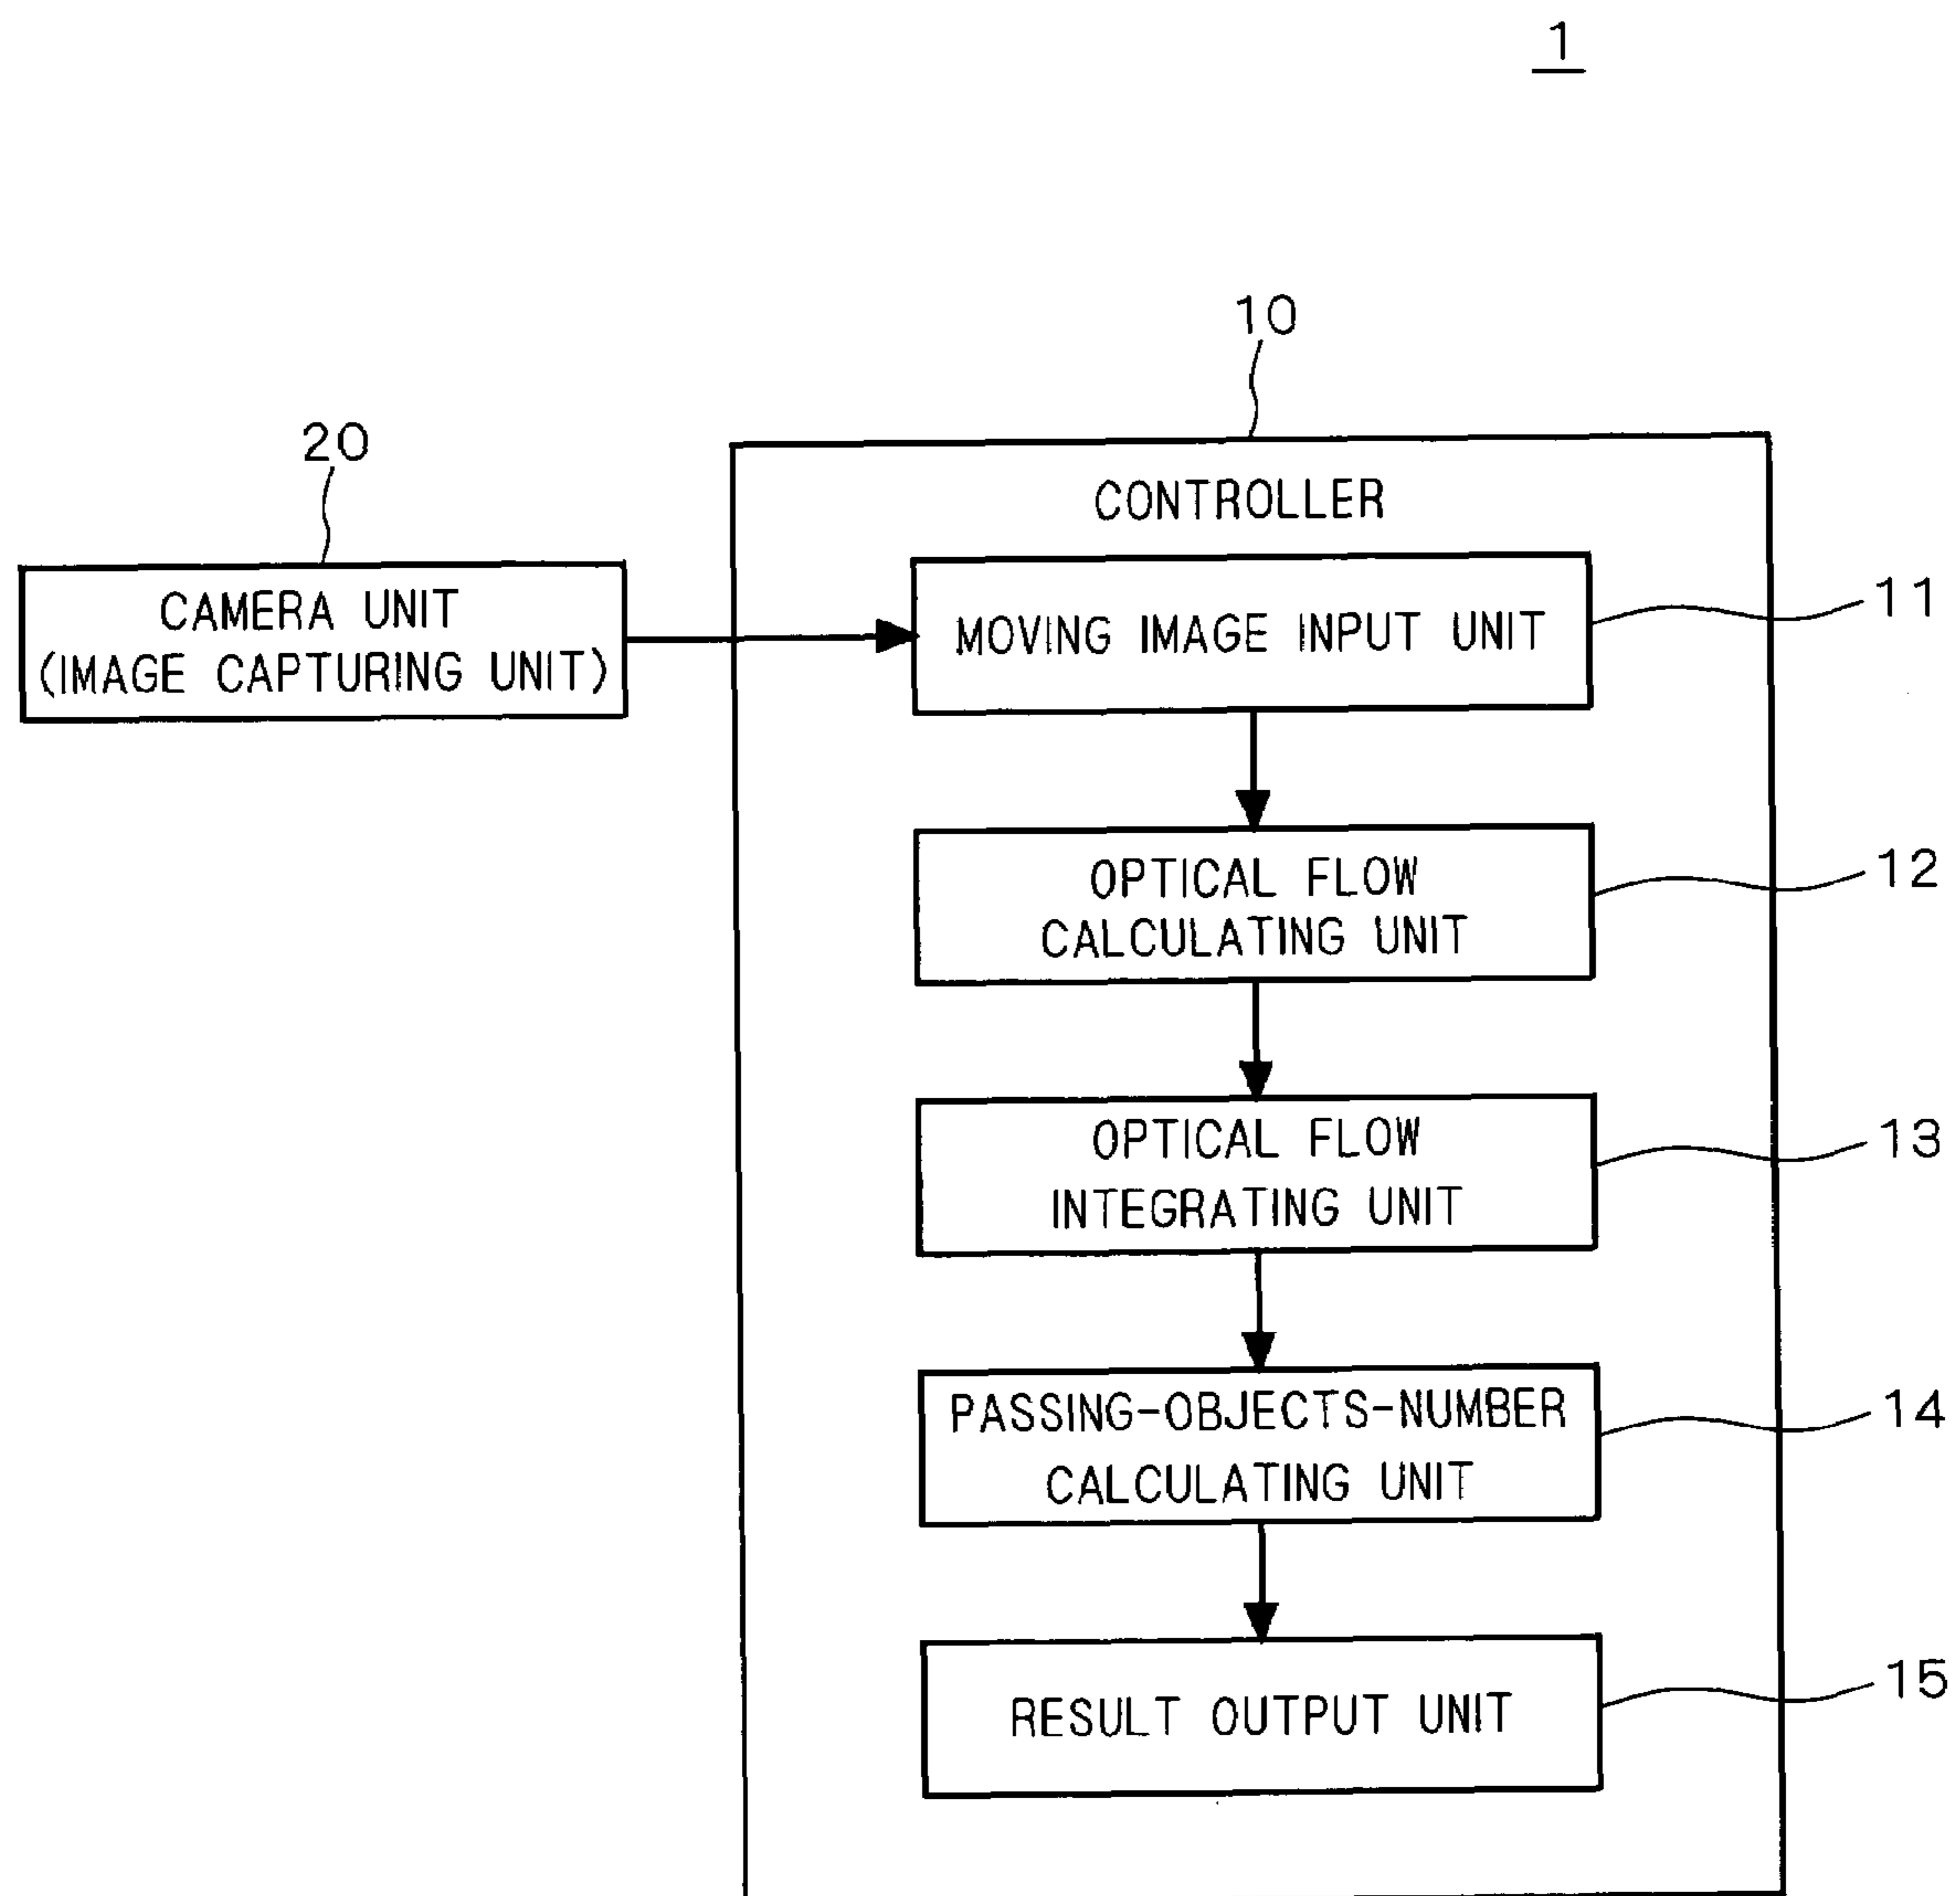 1
10
20
CONTROLLER
CAMERA UNIT
(IMAGE CAPTURING UNIT)
MOVING IMAGE INPUT UNIT
11
OPTICAL FLOW
CALCULATING UNIT
12
OPTICAL FLOW
INTEGRATING UNIT
13
PASSING-OBJECTS-NUMBER
CALCULATING UNIT
14
RESULT OUTPUT UNIT
15